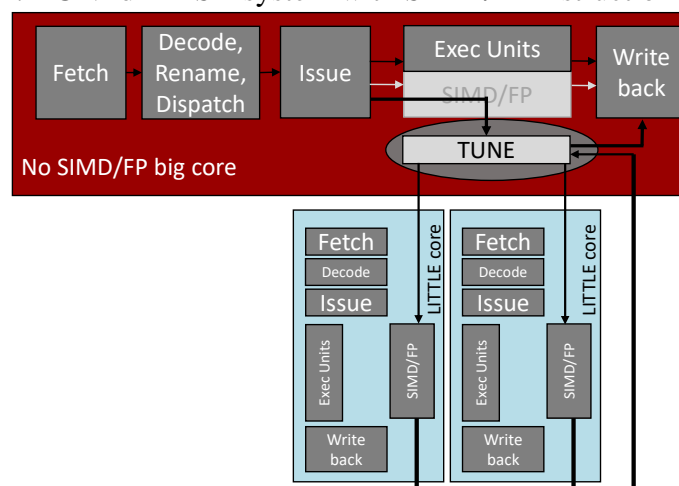 Fetch
Decode,
Rename,
Dispatch
Issue
Exec Units
SIMD/FP
Write
back
TUNE
No SIMD/FP big core
Fetch
Decode
Issue
LITTLE core
Exec Units
SIMD/FP
Write
back
Fetch
Decode
Issue
LITTLE core
Exec Units
SIMD/FP
Write
back